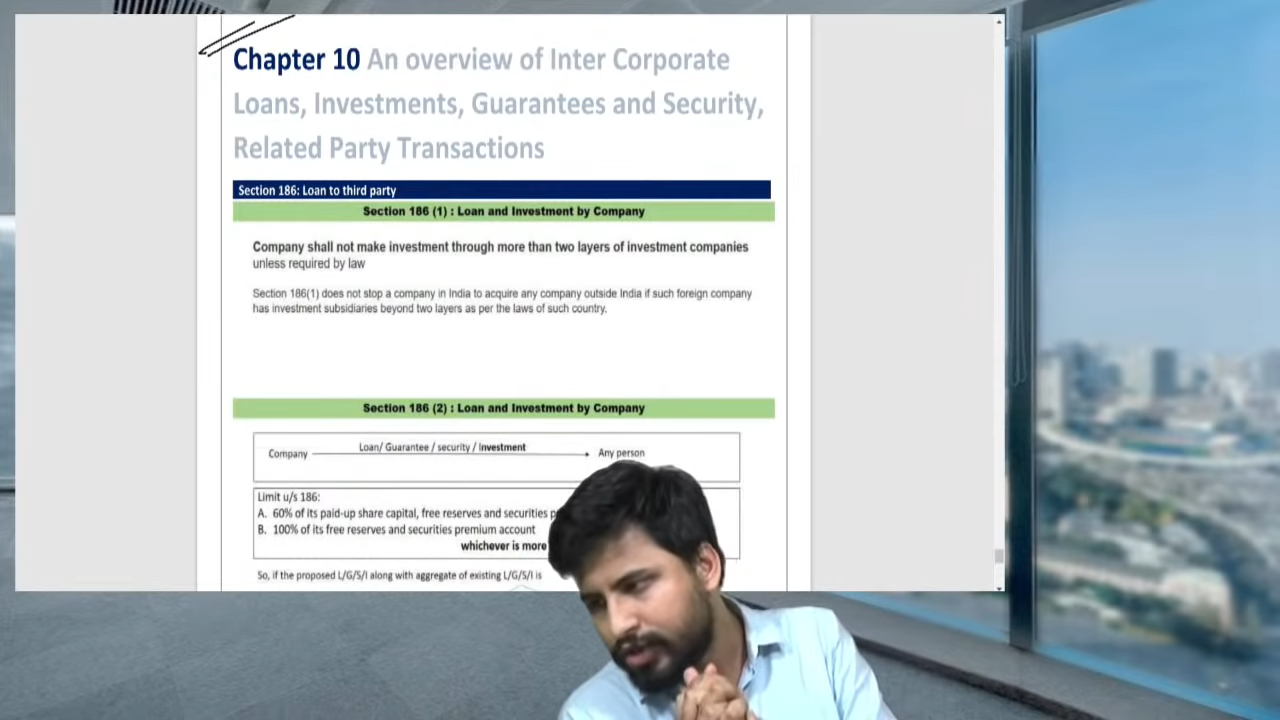 Chapter 10 An overview of Inter Corporate
Loans, Investments, Guarantees and Security,
Related Party Transactions
Section 186: Loan to third party
Section 186 (1) : Loan and Investment by Company
Company shall not make investment through more than two layers of investment companies
unless required by law
Section 186(1) does not stop a company in India to acquire any company outside India if such foreign company
has investment subsidiaries beyond two layers as per the laws of such country.
Section 186 (2) : Loan and Investment by Company
Loan/ Guarantee / security / Investment
Company
Any person
Limit u/s 186:
A. 60% of its paid-up share capital, free reserves and securities
B. 100% of its free reserves and securities premium account
whichever is more
So, if the proposed L/G/S/I along with aggregate of existing L/G/S/I is